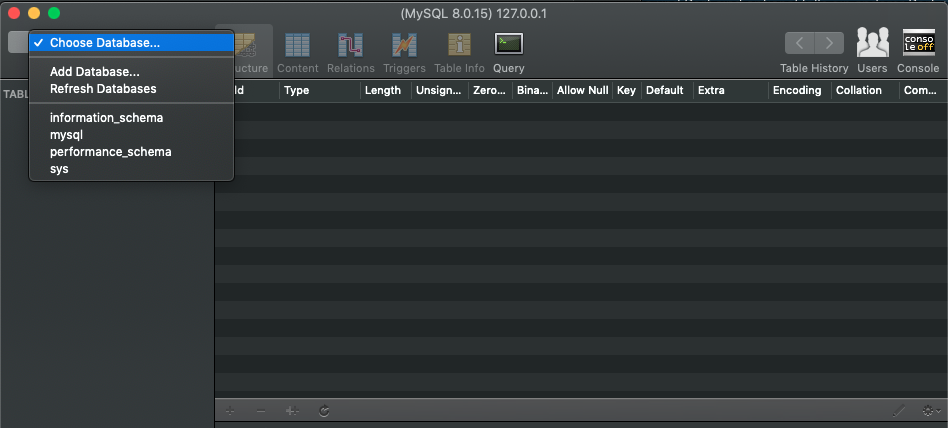 (MySQL 8.0.15) 127.0.0.1
✓ Choose Database...
Add Database...
Refresh Databases
information_schema
mysql
performance_schema
sys
ucture
Content
Relations
Triggers
Table Info
Query
Table History
Users
conso
leoff
Console
TABL
ld
Type
Length
Unsign...
Zero...
Bina...
Allow Null
Key
Default
Extra
Encoding
Collation
Com...